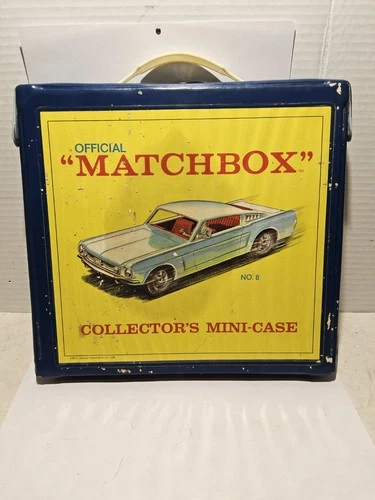 OFFICIAL
"MATCHBOX"
NO. 8
COLLECTOR'S MINI-CASE